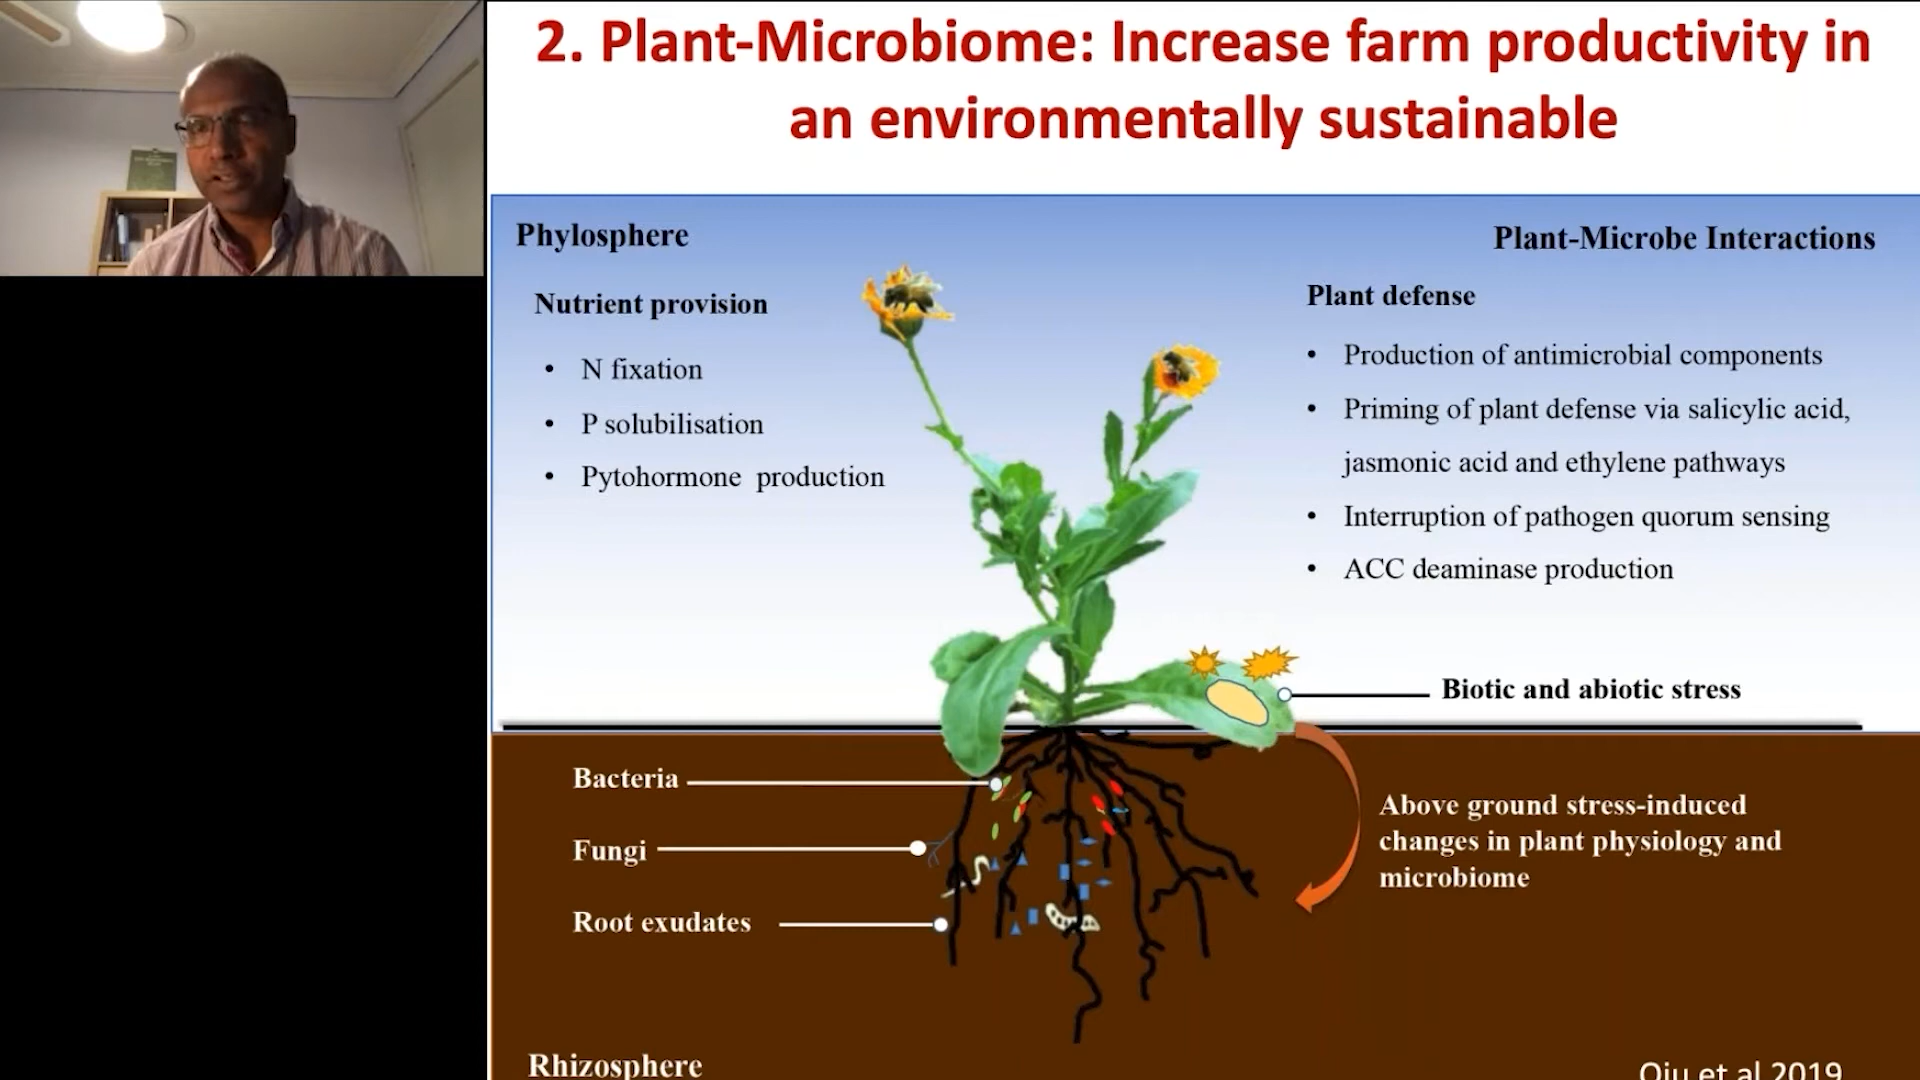 2. Plant-Microbiome: Increase farm productivity in
an environmentally sustainable
Phylosphere
Nutrient provision
• N fixation
• P solubilisation
• Pytohormone production
Plant-Microbe Interactions
Plant defense
• Production of antimicrobial components
• Priming of plant defense via salicylic acid,
jasmonic acid and ethylene pathways
• Interruption of pathogen quorum sensing
• ACC deaminase production
Biotic and abiotic stress
Bacteria
Fungi
Root exudates
Above ground stress-induced
changes in plant physiology and
microbiome
Rhizosphere
Qiu et al 2019